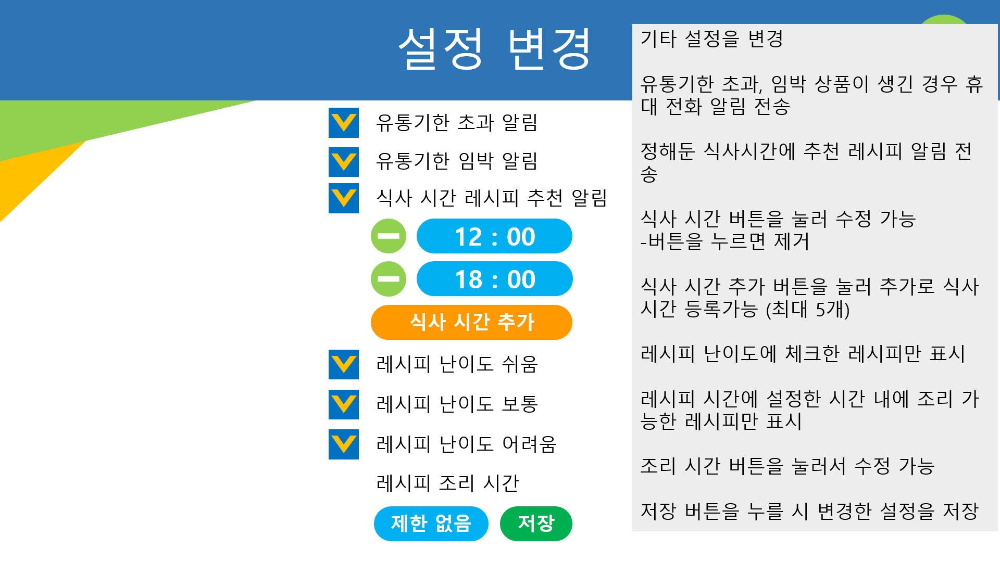 설정 변경
유통기한 초과 알림
유통기한 임박 알림
식사 시간 레시피 추천 알림
12 : 00
18 : 00
식사 시간 추가
레시피 난이도 쉬움
레시피 난이도 보통
레시피 난이도 어려움
레시피 조리 시간
제한 없음
저장
기타 설정을 변경
유통기한 초과, 임박 상품이 생긴 경우 휴
대 전화 알림 전송
정해둔 식사시간에 추천 레시피 알림 전
송
식사 시간 버튼을 눌러 수정 가능
-버튼을 누르면 제거
식사 시간 추가 버튼을 눌러 추가로 식사
시간 등록가능 (최대 5개)
레시피 난이도에 체크한 레시피만 표시
레시피 시간에 설정한 시간 내에 조리 가
능한 레시피만 표시
조리 시간 버튼을 눌러서 수정 가능
저장 버튼을 누를 시 변경한 설정을 저장